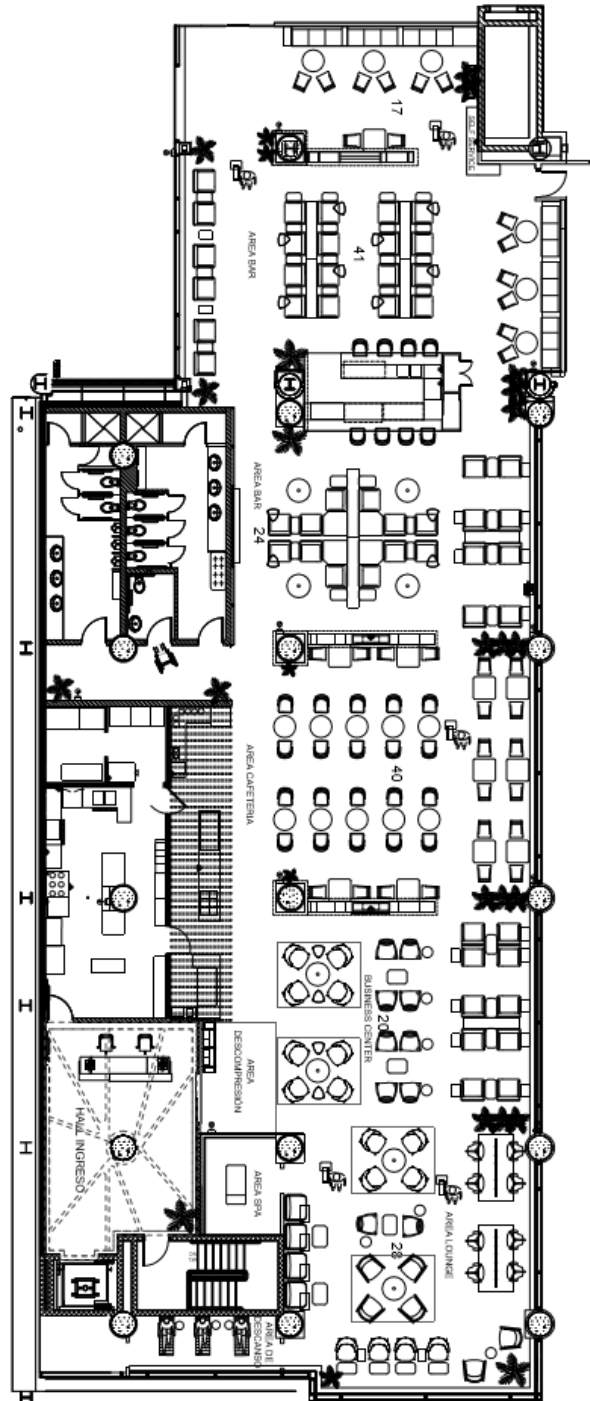 17
SELF SERVICE
41
AREA BAR
AREA BAR
24
AREA CAFETERIA
40
BUSINESS CENTER
20
AREA
DESCOMPRESIÓN
HALL INGRESO
AREA SPA
AREA LOUNGE
28
AREA DE
DESCANSO